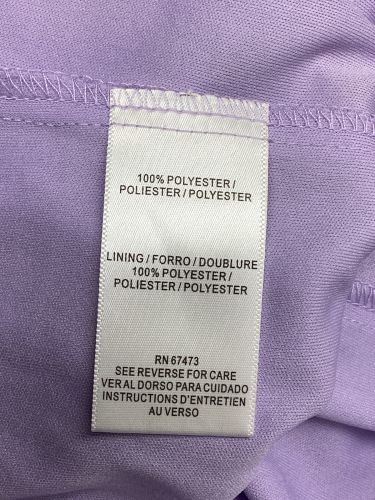 100% POLYESTER /
POLIESTER / POLYESTER
LINING / FORRO / DOUBLURE
100% POLYESTER /
POLIESTER / POLYESTER
RN 67473
SEE REVERSE FOR CARE
VER AL DORSO PARA CUIDADO
INSTRUCTIONS D'ENTRETIEN
AU VERSO